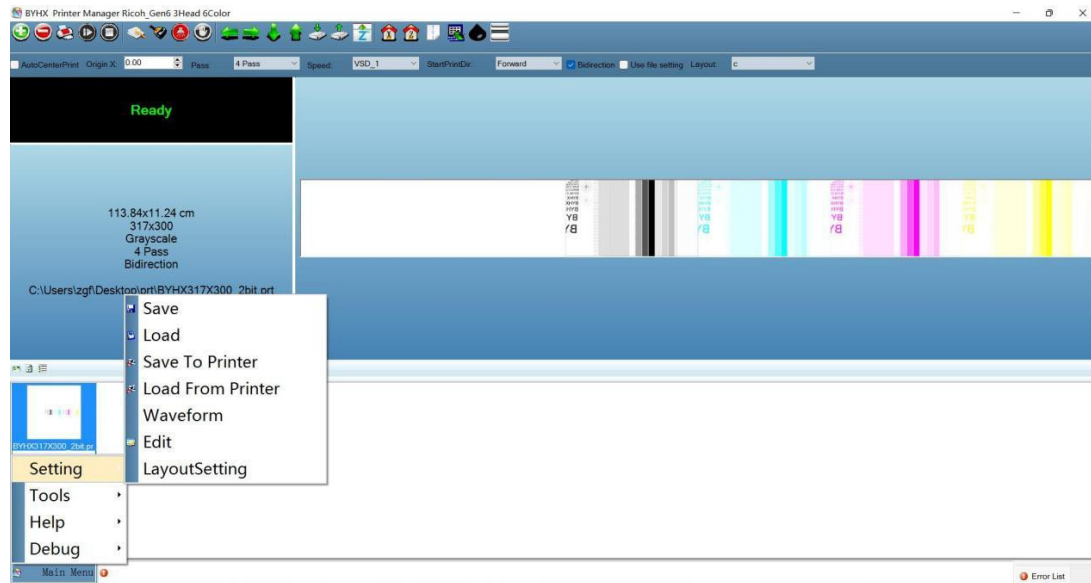 BYHX Printer Manager Ricoh_Gen6 3Head 6Color
AutoCenterPrint Origin X: 0.00 Pass: 4 Pass Speed: VSD_1 StartPrintDir: Forward Bidirection Use file setting Layout: c
Ready
113.84x11.24 cm
317x300
Grayscale
4 Pass
Bidirection
C:\Users\zgf\Desktop\prt\BYHX317X300_2bit.prt
Save
Load
Save To Printer
Load From Printer
Waveform
Edit
LayoutSetting
BYHX317X300_2bit.pr
Setting
Tools
Help
Debug
Main Menu
Error List